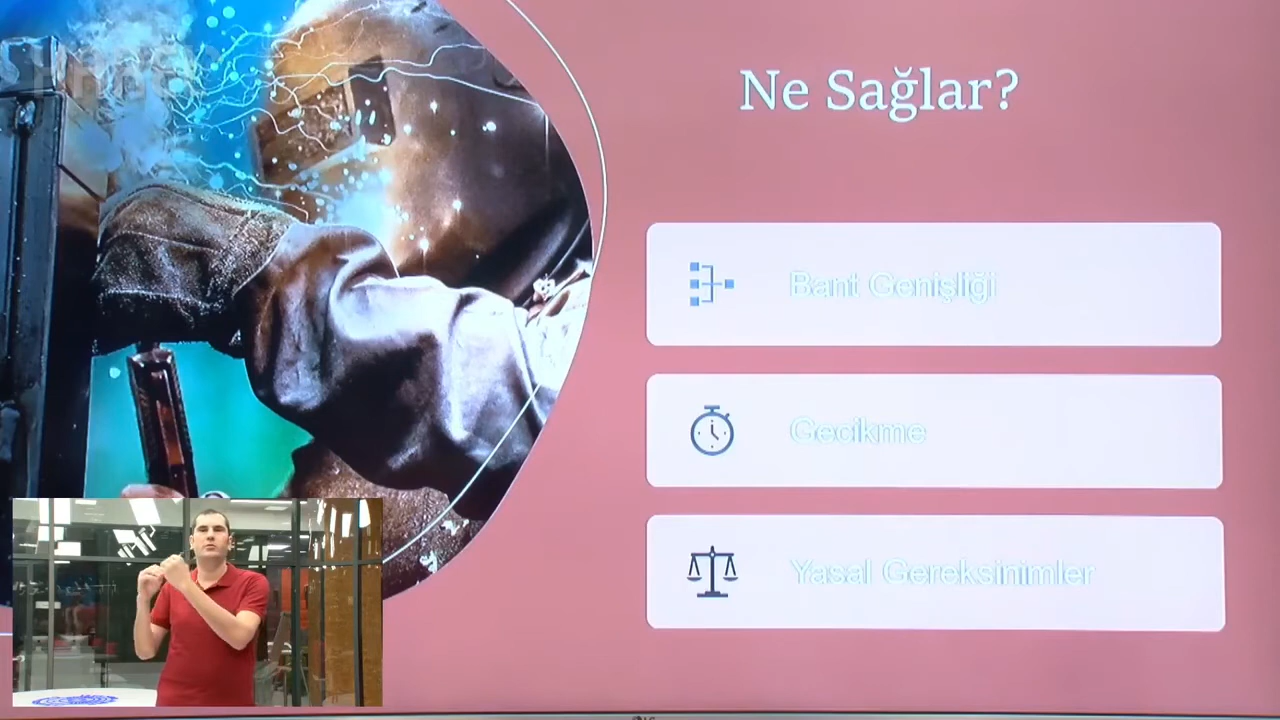 Ne Sağlar?
Bant Genişliği
Gecikme
Yasal Gereksinimler